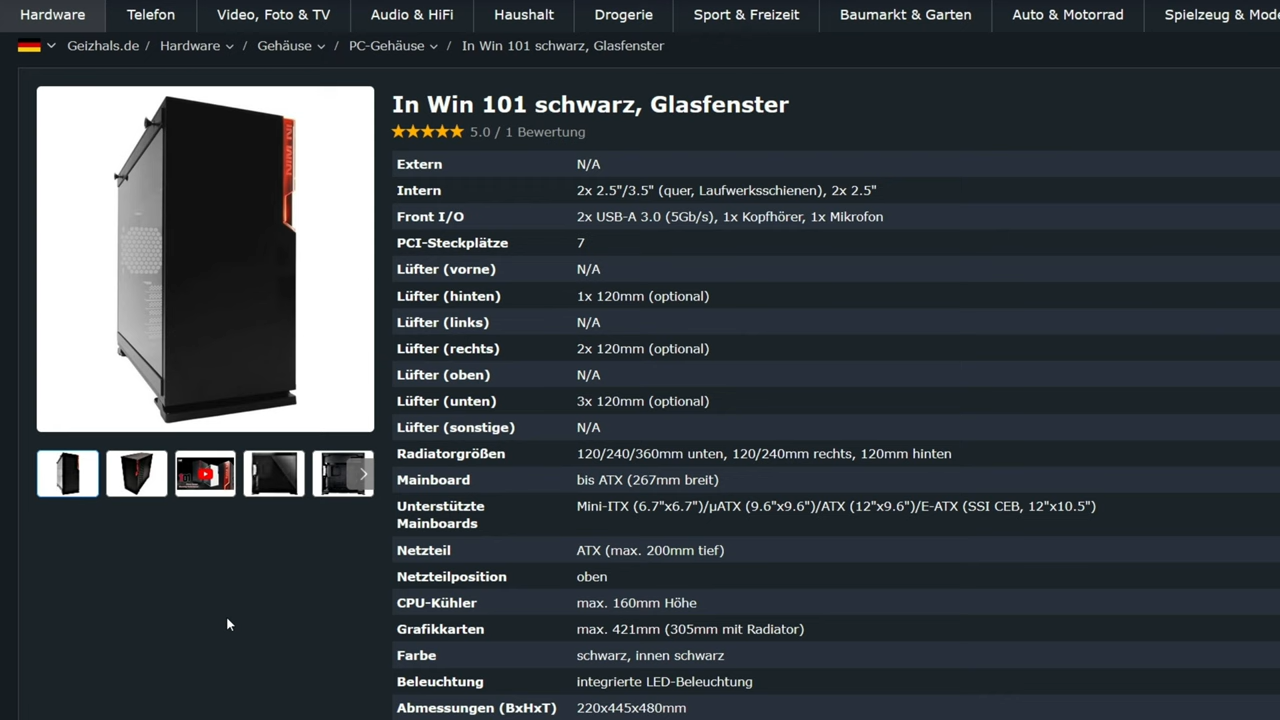 Hardware Telefon Video, Foto & TV Audio & HiFi Haushalt Drogerie Sport & Freizeit Baumarkt & Garten Auto & Motorrad Spielzeug &
Geizhals.de / Hardware / Gehäuse / PC-Gehäuse / In Win 101 schwarz, Glasfenster
In Win 101 schwarz, Glasfenster
5.0 / 1 Bewertung
Extern N/A
Intern 2x 2.5"/3.5" (quer, Laufwerksschienen), 2x 2.5"
Front I/O 2x USB-A 3.0 (5Gb/s), 1x Kopfhörer, 1x Mikrofon
PCI-Steckplätze 7
Lüfter (vorne) N/A
Lüfter (hinten) 1x 120mm (optional)
Lüfter (links) N/A
Lüfter (rechts) 2x 120mm (optional)
Lüfter (oben) N/A
Lüfter (unten) 3x 120mm (optional)
Lüfter (sonstige) N/A
Radiatorgrößen 120/240/360mm unten, 120/240mm rechts, 120mm hinten
Mainboard bis ATX (267mm breit)
Unterstützte Mini-ITX (6.7"x6.7")/µATX (9.6"x9.6")/ATX (12"x9.6")/E-ATX (SSI CEB, 12"x10.5")
Mainboards
Netzteil ATX (max. 200mm tief)
Netzteilposition oben
CPU-Kühler max. 160mm Höhe
Grafikkarten max. 421mm (305mm mit Radiator)
Farbe schwarz, innen schwarz
Beleuchtung integrierte LED-Beleuchtung
Abmessungen (BxHxT) 220x445x480mm